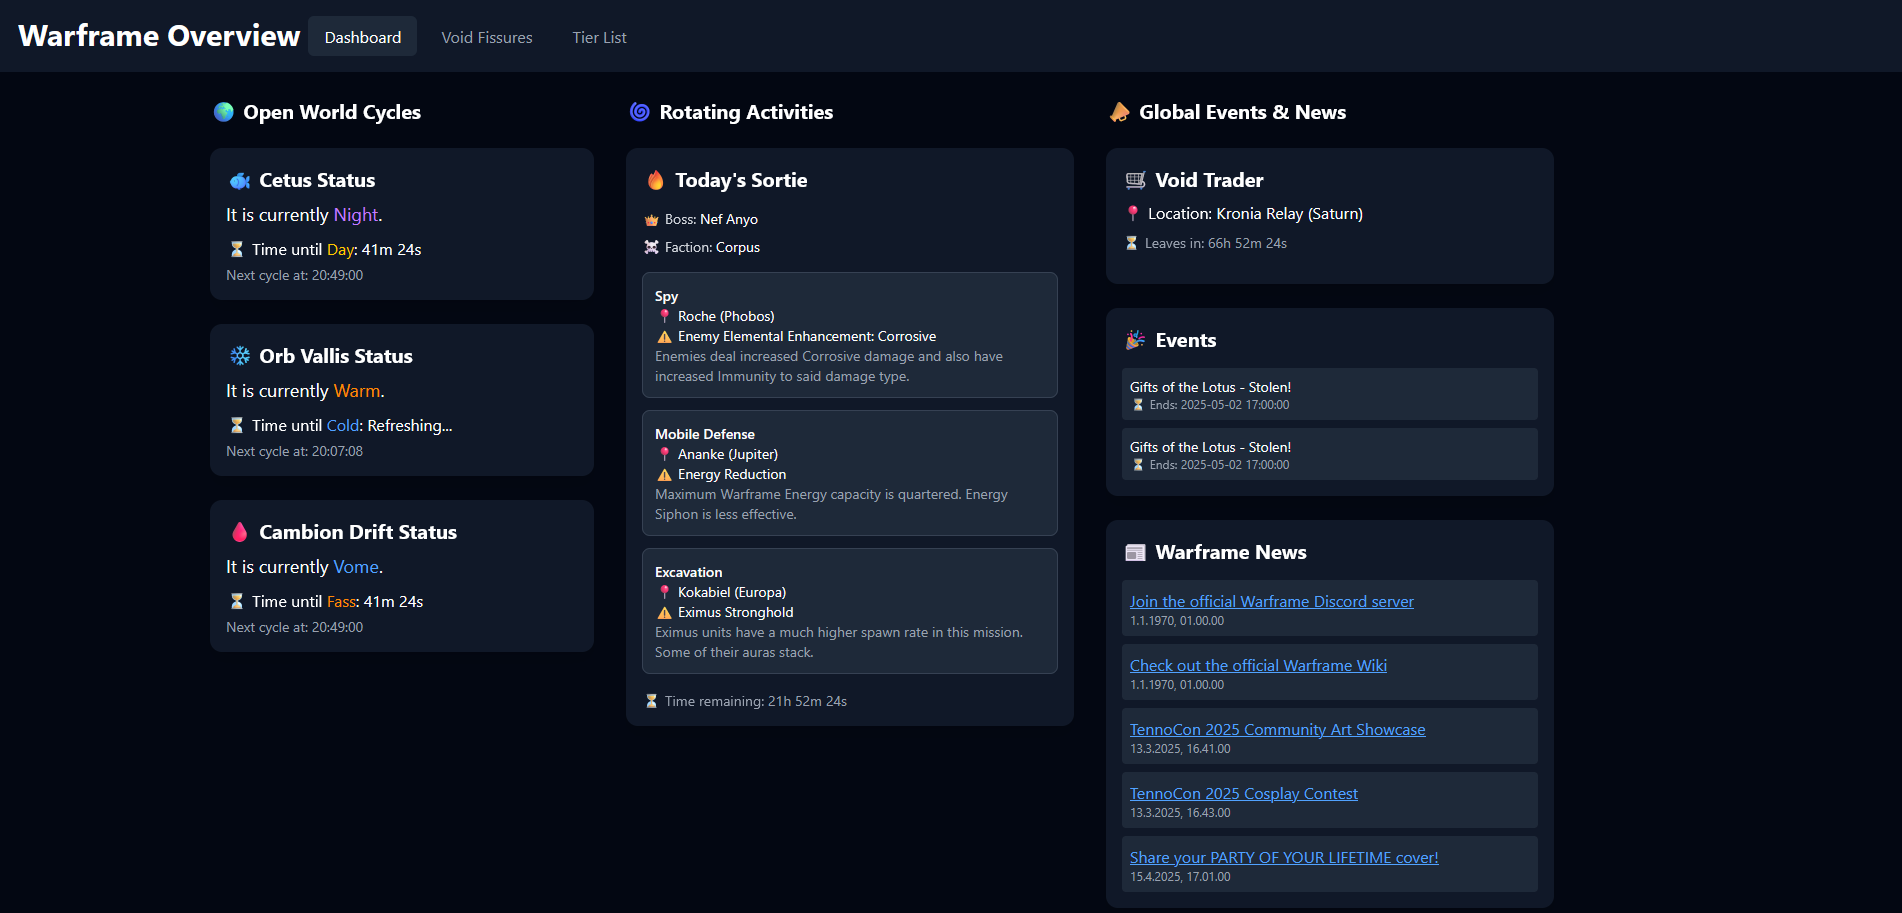 Warframe Overview
Dashboard
Void Fissures
Tier List
Open World Cycles
Cetus Status
It is currently Night.
Time until Day: 41m 24s
Next cycle at: 20:49:00
Orb Vallis Status
It is currently Warm.
Time until Cold: Refreshing...
Next cycle at: 20:07:08
Cambion Drift Status
It is currently Vome.
Time until Fass: 41m 24s
Next cycle at: 20:49:00
Rotating Activities
Today's Sortie
Boss: Nef Anyo
Faction: Corpus
Spy
Roche (Phobos)
Enemy Elemental Enhancement: Corrosive
Enemies deal increased Corrosive damage and also have
increased Immunity to said damage type.
Mobile Defense
Ananke (Jupiter)
Energy Reduction
Maximum Warframe Energy capacity is quartered. Energy
Siphon is less effective.
Excavation
Kokabiel (Europa)
Eximus Stronghold
Eximus units have a much higher spawn rate in this mission.
Some of their auras stack.
Time remaining: 21h 52m 24s
Global Events & News
Void Trader
Location: Kronia Relay (Saturn)
Leaves in: 66h 52m 24s
Events
Gifts of the Lotus - Stolen!
Ends: 2025-05-02 17:00:00
Gifts of the Lotus - Stolen!
Ends: 2025-05-02 17:00:00
Warframe News
Join the official Warframe Discord server
1.1.1970, 01.00.00
Check out the official Warframe Wiki
1.1.1970, 01.00.00
TennoCon 2025 Community Art Showcase
13.3.2025, 16.41.00
TennoCon 2025 Cosplay Contest
13.3.2025, 16.43.00
Share your PARTY OF YOUR LIFETIME cover!
15.4.2025, 17.01.00